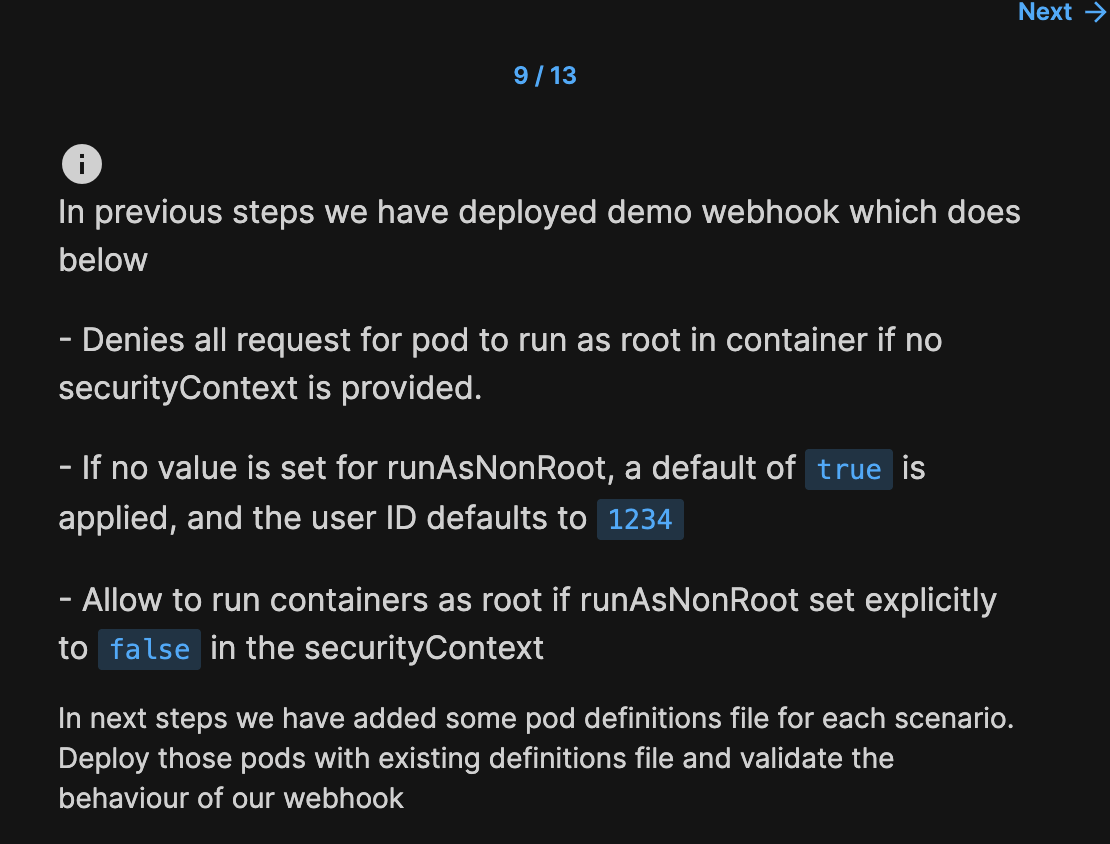 Next →
9 / 13
i
In previous steps we have deployed demo webhook which does
below
- Denies all request for pod to run as root in container if no
securityContext is provided.
- If no value is set for runAsNonRoot, a default of true is
applied, and the user ID defaults to 1234
- Allow to run containers as root if runAsNonRoot set explicitly
to false in the securityContext
In next steps we have added some pod definitions file for each scenario.
Deploy those pods with existing definitions file and validate the
behaviour of our webhook